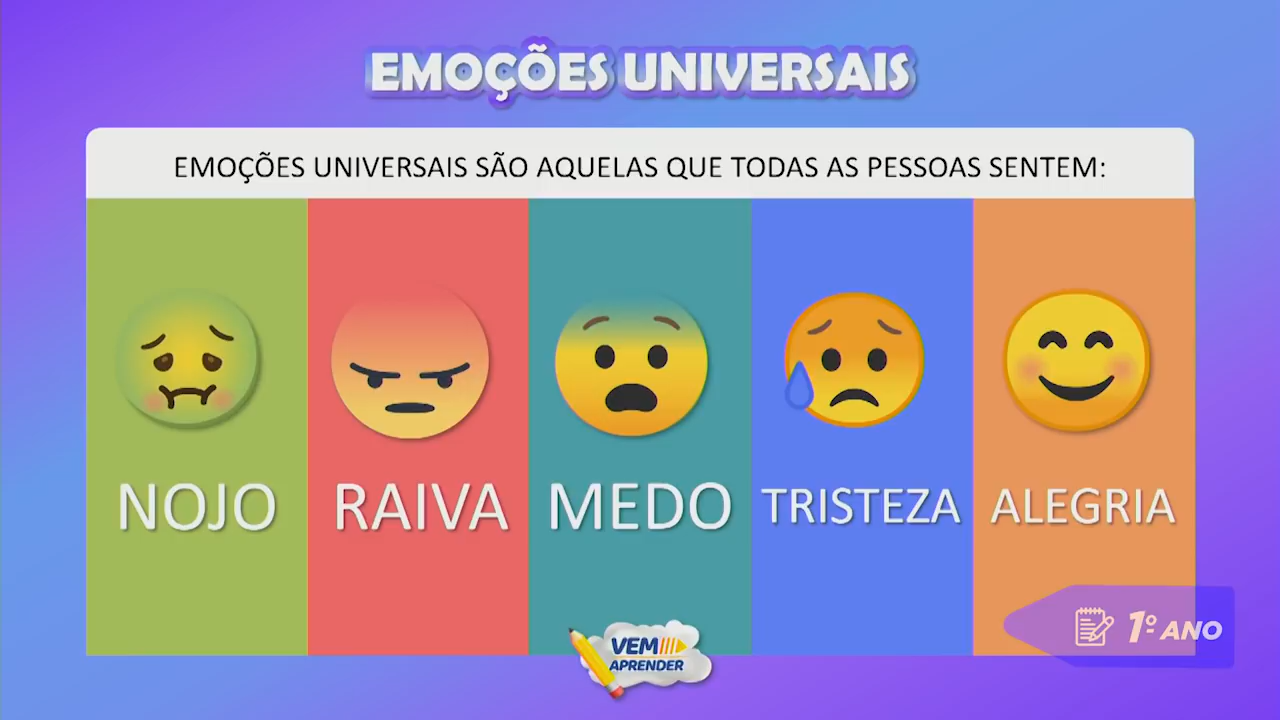 EMOÇÕES UNIVERSAIS
EMOÇÕES UNIVERSAIS SÃO AQUELAS QUE TODAS AS PESSOAS SENTEM:
NOJO
RAIVA
MEDO
TRISTEZA
ALEGRIA
VEM
APRENDER
1º ANO